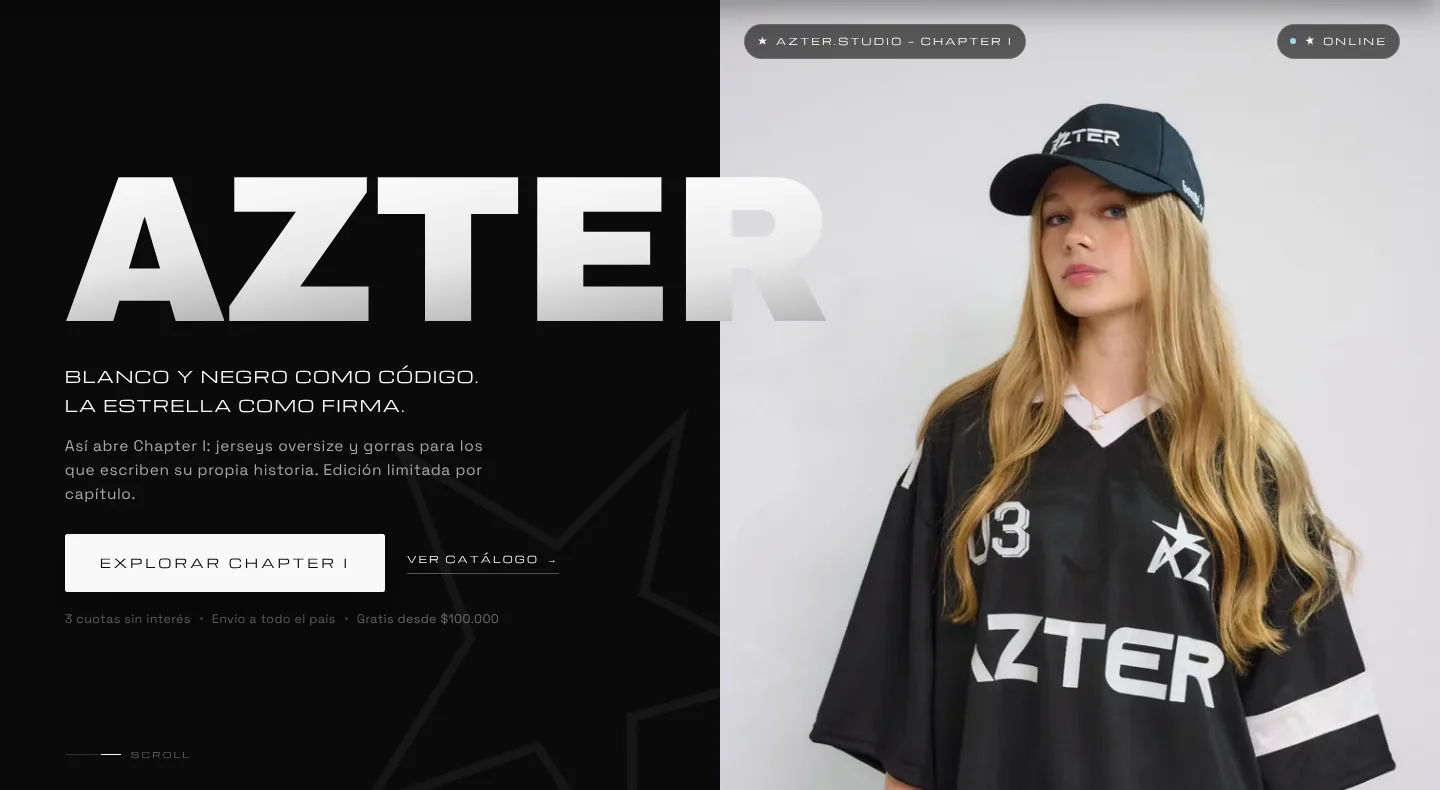 ★ AZTER.STUDIO – CHAPTER I
★ ONLINE
AZTER
BLANCO Y NEGRO COMO CÓDIGO.
LA ESTRELLA COMO FIRMA.
Así abre Chapter I: jerseys oversize y gorras para los
que escriben su propia historia. Edición limitada por
capítulo.
EXPLORAR CHAPTER I
VER CATÁLOGO →
3 cuotas sin interés • Envío a todo el país • Gratis desde $100.000
SCROLL
AZTER
03
AZ
AZTER